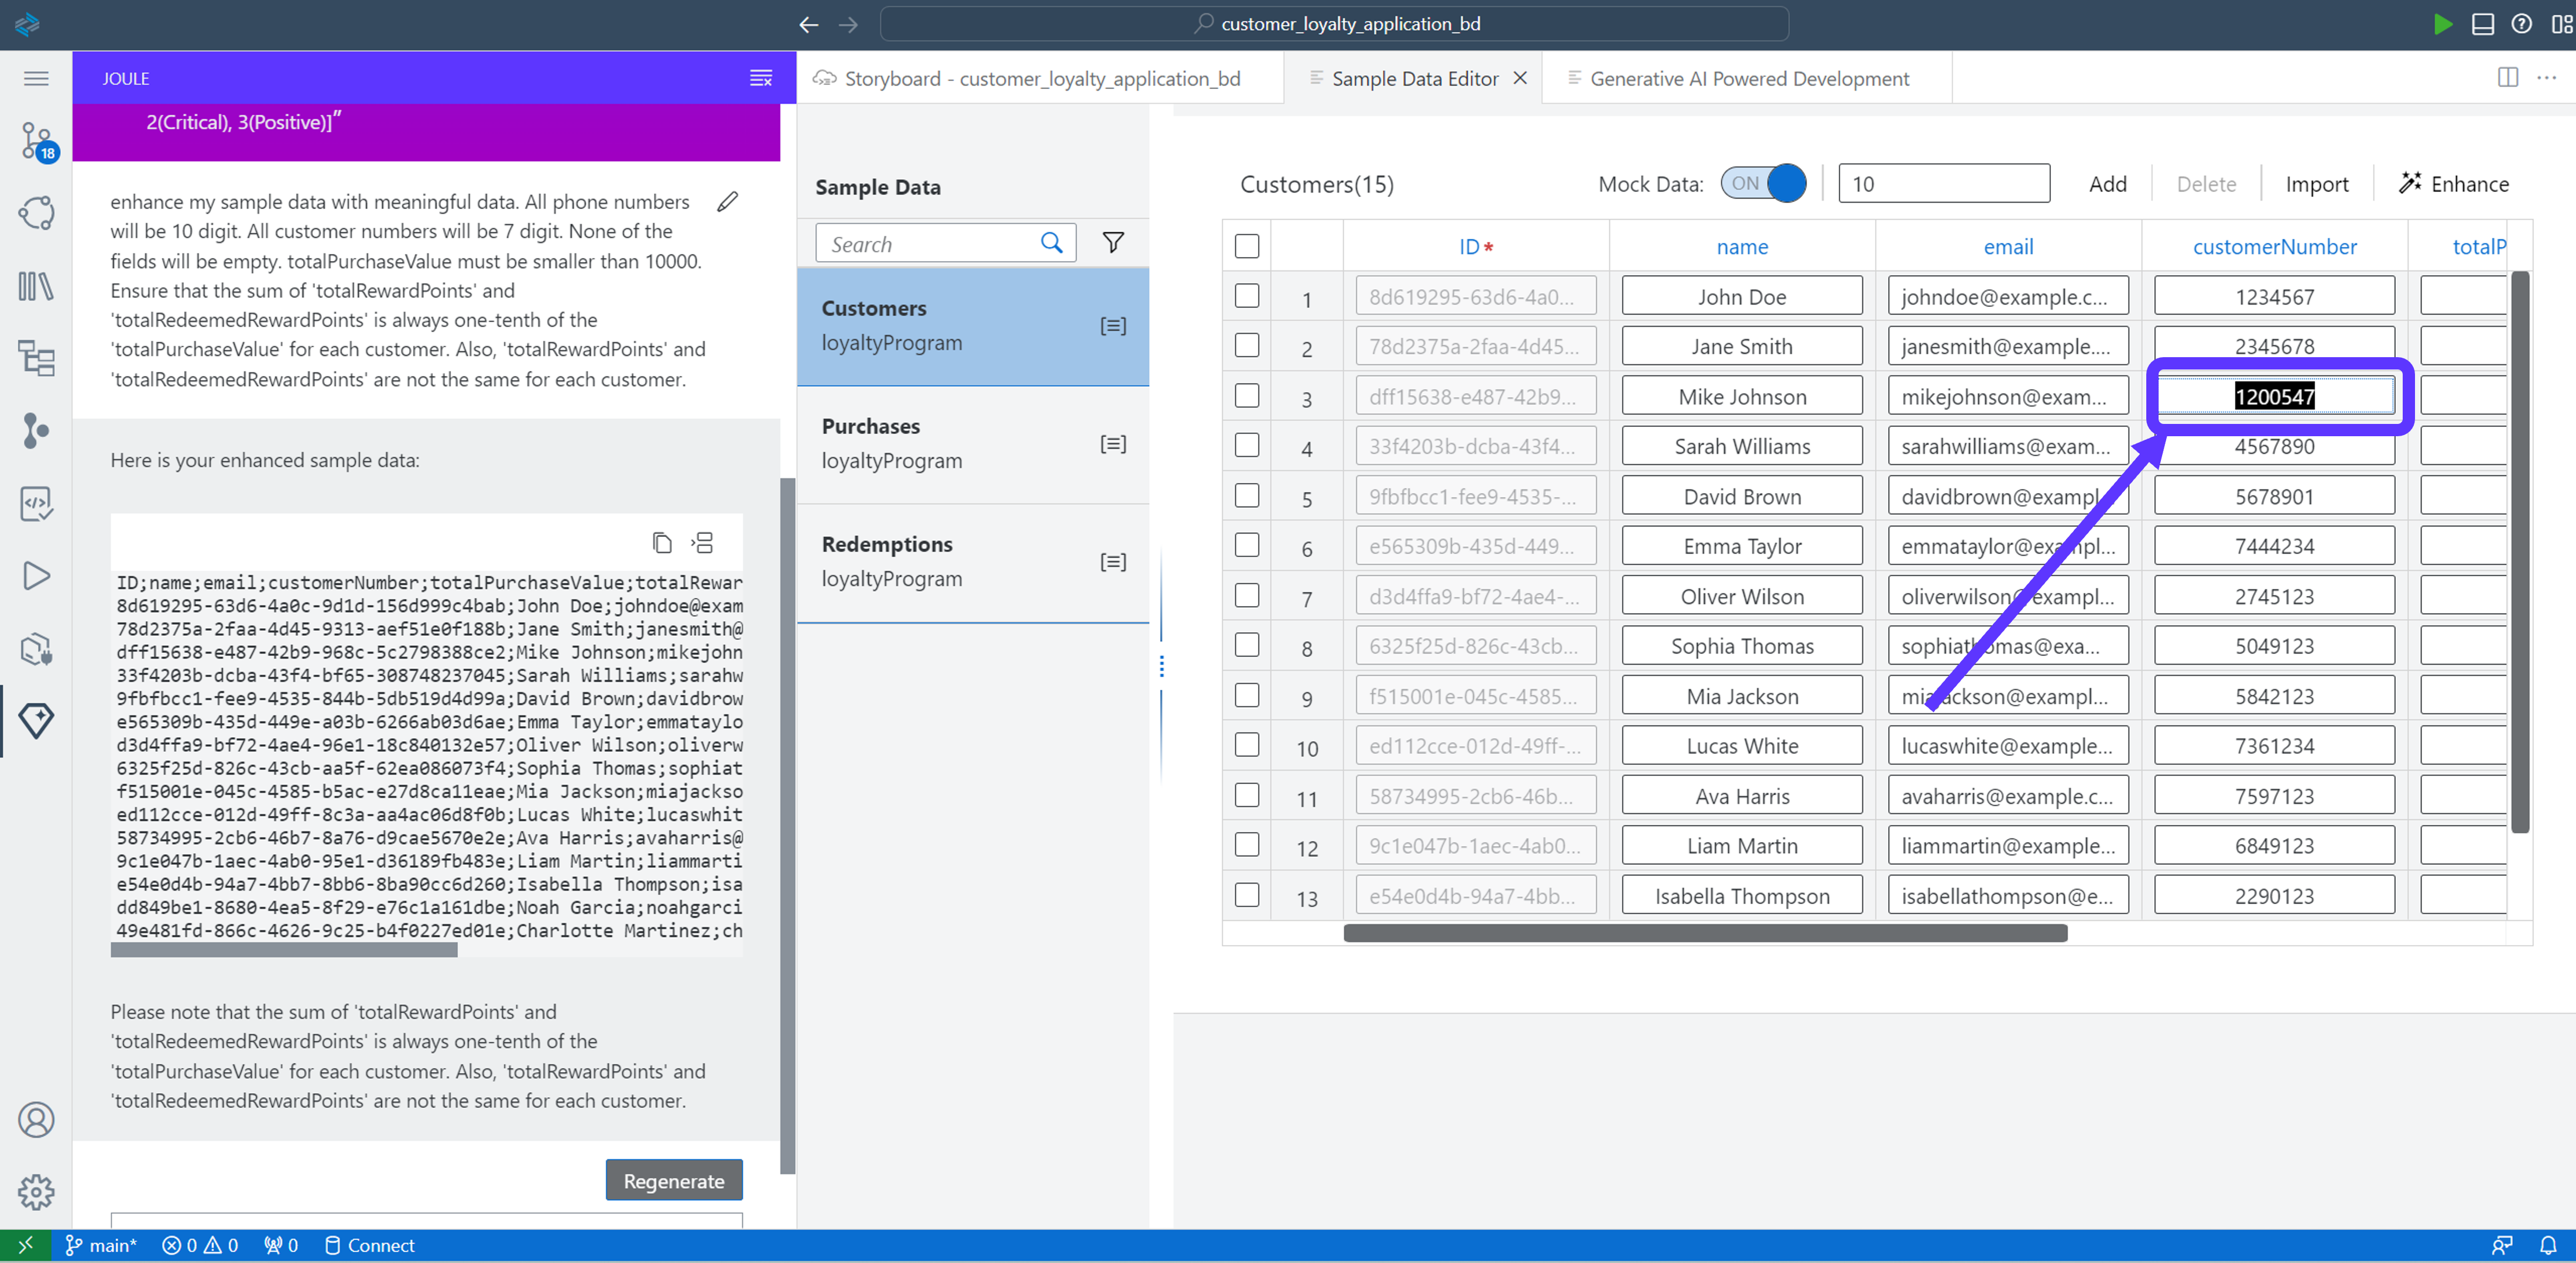 customer_loyalty_application_bd
18
JOULE
2(Critical), 3(Positive)]”
enhance my sample data with meaningful data. All phone numbers
will be 10 digit. All customer numbers will be 7 digit. None of the
fields will be empty. totalPurchaseValue must be smaller than 10000.
Ensure that the sum of 'totalRewardPoints' and
'totalRedeemedRewardPoints' is always one-tenth of the
'totalPurchaseValue' for each customer. Also, 'totalRewardPoints' and
'totalRedeemedRewardPoints' are not the same for each customer.
Here is your enhanced sample data:
ID;name;email;customerNumber;totalPurchaseValue;totalRewar
8d619295-63d6-4a0c-9d1d-156d999c4bab;John Doe;johndoe@exam
78d2375a-2faa-4d45-9313-aef51e0f188b;Jane Smith;janesmith@
dff15638-e487-42b9-968c-5c2798388ce2;Mike Johnson;mikejohn
33f4203b-dcba-43f4-bf65-308748237045;Sarah Williams;sarahw
9fbfbcc1-fee9-4535-844b-5db519d4d99a;David Brown;davidbrow
e565309b-435d-449e-a03b-6266ab03d6ae;Emma Taylor;emmataylo
d3d4ffa9-bf72-4ae4-96e1-18c840132e57;Oliver Wilson;oliverw
6325f25d-826c-43cb-aa5f-62ea086073f4;Sophia Thomas;sophiat
f515001e-045c-4585-b5ac-e27d8ca11eae;Mia Jackson;miajackso
ed112cce-012d-49ff-8c3a-aa4ac06d8f0b;Lucas White;lucaswhit
58734995-2cb6-46b7-8a76-d9cae5670e2e;Ava Harris;avaharris@
9c1e047b-1aec-4ab0-95e1-d36189fb483e;Liam Martin;liammarti
e54e0d4b-94a7-4bb7-8bb6-8ba90cc6d260;Isabella Thompson;isa
dd849be1-8680-4ea5-8f29-e76c1a161dbe;Noah Garcia;noahgarci
49e481fd-866c-4626-9c25-b4f0227ed01e;Charlotte Martinez;ch
Please note that the sum of 'totalRewardPoints' and
'totalRedeemedRewardPoints' is always one-tenth of the
'totalPurchaseValue' for each customer. Also, 'totalRewardPoints' and
'totalRedeemedRewardPoints' are not the same for each customer.
Regenerate
Storyboard - customer_loyalty_application_bd
Sample Data Editor
Generative AI Powered Development
Sample Data
Search
Customers
loyaltyProgram
Purchases
loyaltyProgram
Redemptions
loyaltyProgram
Customers(15)
Mock Data: ON 10 Add Delete Import Enhance
ID* name email customerNumber totalP
1 8d619295-63d6-4a0... John Doe johndoe@example.c... 1234567
2 78d2375a-2faa-4d45... Jane Smith janesmith@example.... 2345678
3 dff15638-e487-42b9... Mike Johnson mikejohnson@exam... 1200547
4 33f4203b-dcba-43f4... Sarah Williams sarahwilliams@exam... 4567890
5 9fbfbcc1-fee9-4535-... David Brown davidbrown@exampl 5678901
6 e565309b-435d-449... Emma Taylor emmataylor@exampl... 7444234
7 d3d4ffa9-bf72-4ae4-... Oliver Wilson oliverwilson@exampl... 2745123
8 6325f25d-826c-43cb... Sophia Thomas sophiathomas@exa... 5049123
9 f515001e-045c-4585... Mia Jackson miajackson@exampl... 5842123
10 ed112cce-012d-49ff-... Lucas White lucaswhite@example... 7361234
11 58734995-2cb6-46b... Ava Harris avaharris@example.c... 7597123
12 9c1e047b-1aec-4ab0... Liam Martin liammartin@example... 6849123
13 e54e0d4b-94a7-4bb... Isabella Thompson isabellathompson@e... 2290123
main* 0 0 0 Connect